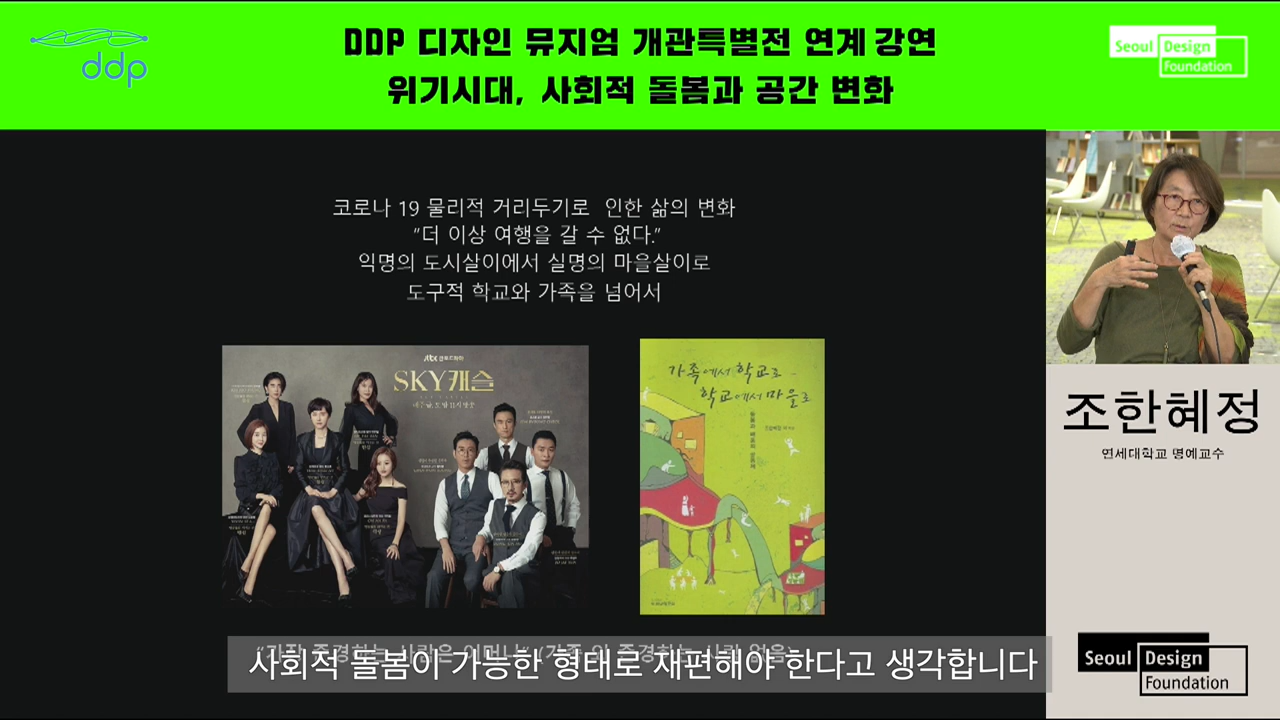 ddp
DDP 디자인 뮤지엄 개관특별전 연계 강연
위기시대, 사회적 돌봄과 공간 변화
Seoul Design
Foundation
코로나 19 물리적 거리두기로 인한 삶의 변화
“더 이상 여행을 갈 수 없다.”
익명의 도시살이에서 실명의 마을살이로
도구적 학교와 가족을 넘어서
jtbc 금토드라마
SKY캐슬
가족에서 학교로
학교에서 마을로
조한혜정
연세대학교 명예교수
사회적 돌봄이 가능한 형태로 재편해야 한다고 생각합니다
Seoul Design
Foundation